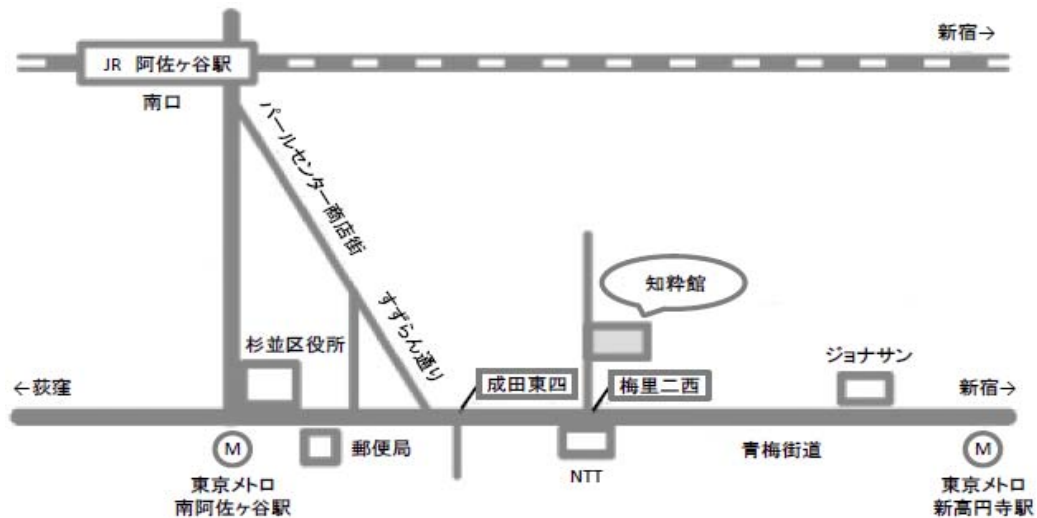 新宿→
JR 阿佐ヶ谷駅
南口
パールセンター商店街
すずらん通り
知粋館
杉並区役所
成田東四
梅里二西
ジョナサン
←荻窪
新宿→
M
郵便局
NTT
青梅街道
M
東京メトロ
南阿佐ヶ谷駅
東京メトロ
新高円寺駅